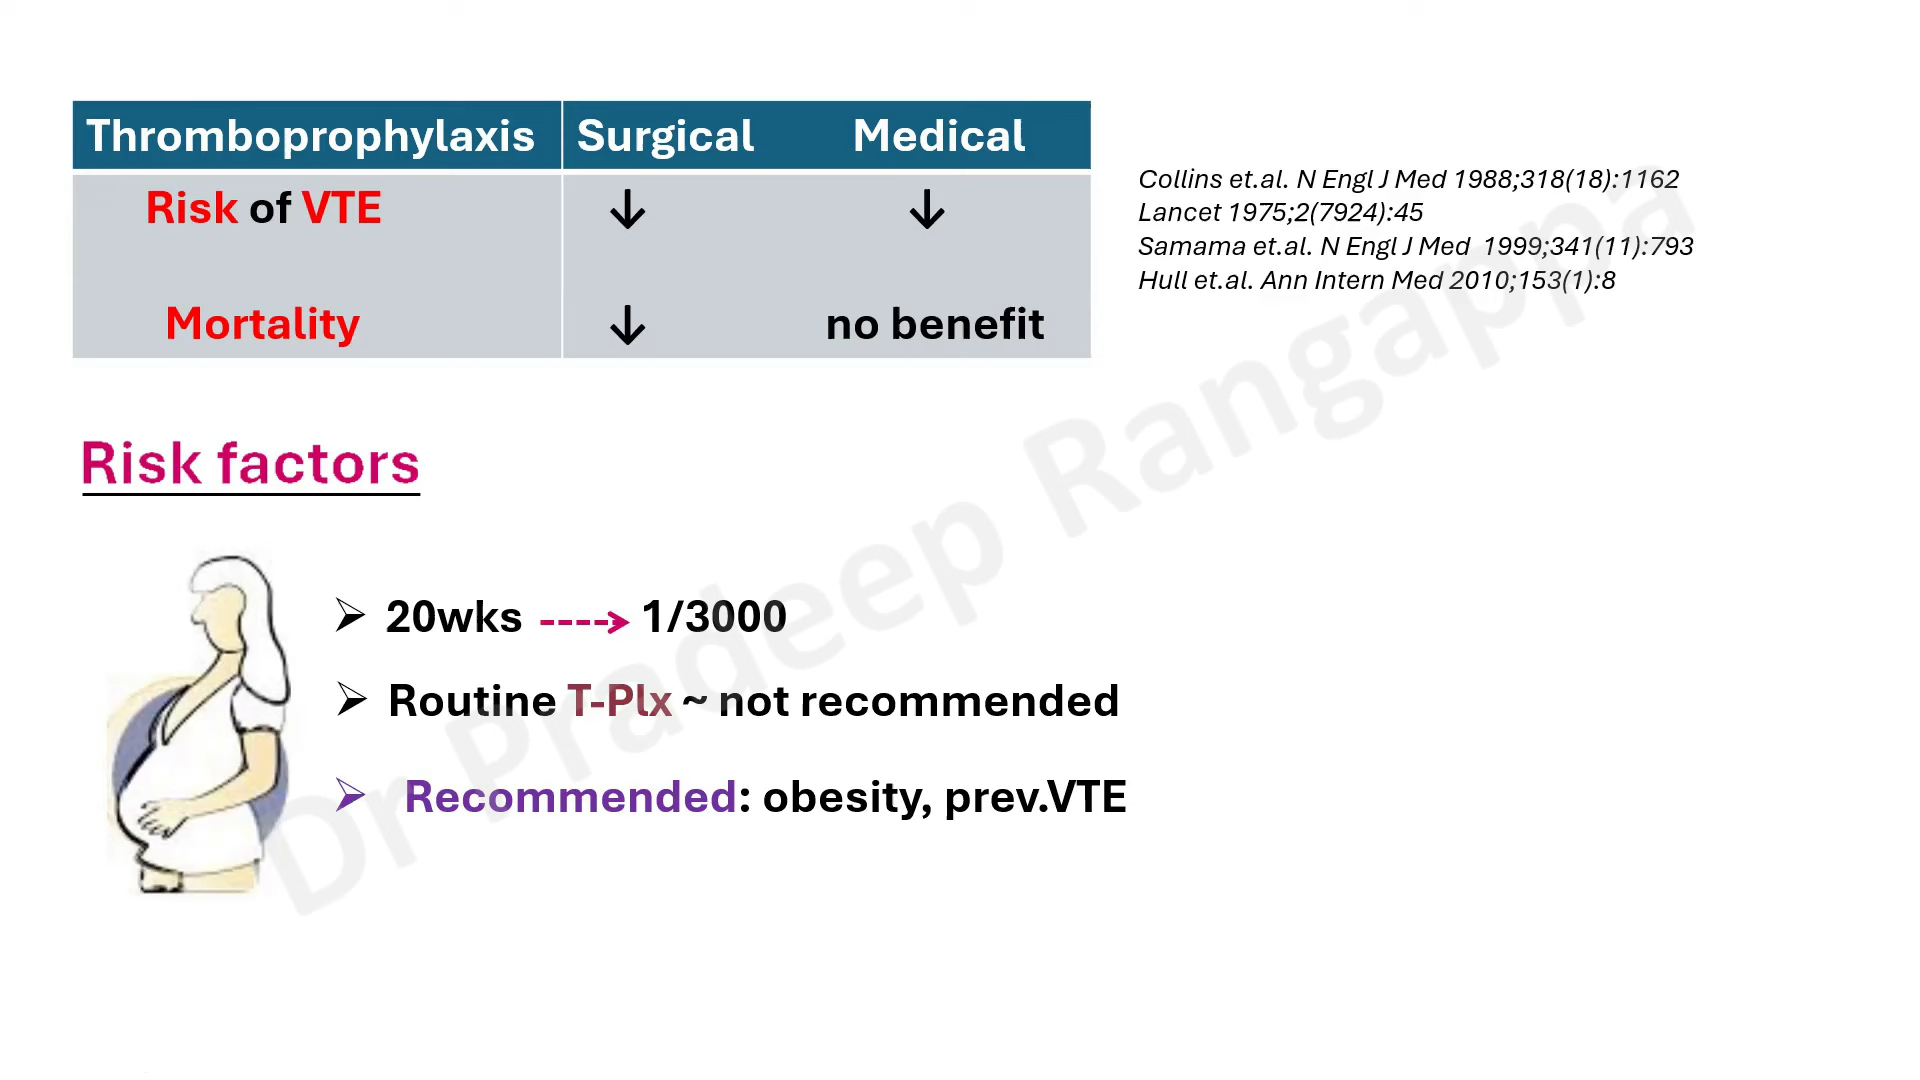 Thromboprophylaxis Surgical Medical
Risk of VTE ↓ ↓
Mortality ↓ no benefit
Collins et.al. N Engl J Med 1988;318(18):1162
Lancet 1975;2(7924):45
Samama et.al. N Engl J Med 1999;341(11):793
Hull et.al. Ann Intern Med 2010;153(1):8
Risk factors
➢ 20wks ----> 1/3000
➢ Routine T-Plx ~ not recommended
➢ Recommended: obesity, prev.VTE
Dr Pradeep Rangappa